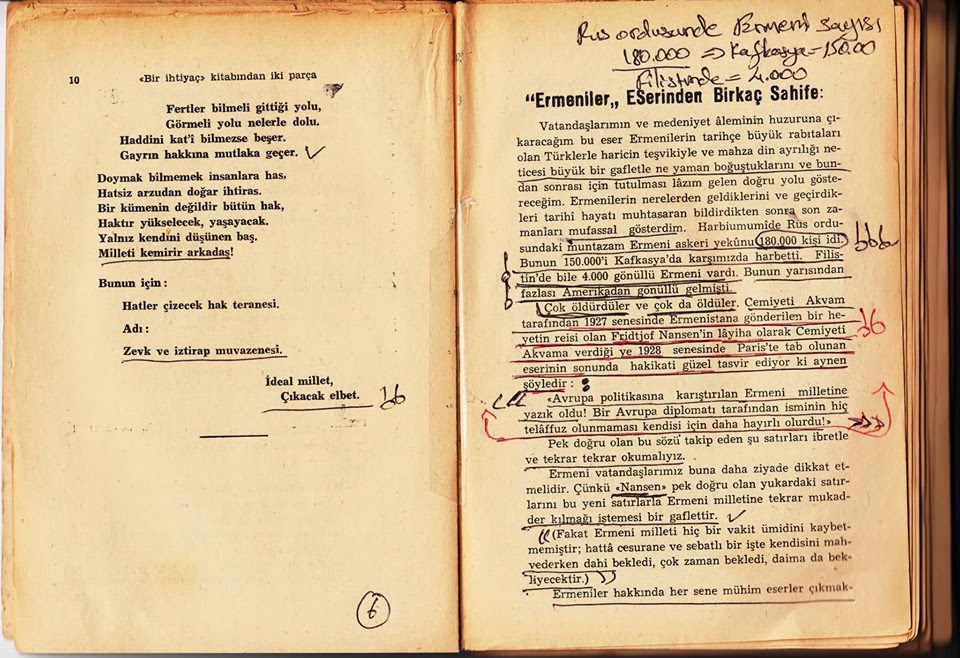 10
«Bir ihtiyaç» kitabından iki parça
Fertler bilmeli gittiği yolu,
Görmeli yolu nelerle dolu.
Haddini kat'î bilmezse beşer.
Gayrın hakkına mutlaka geçer.
Doymak bilmemek insanlara has,
Hatsiz arzudan doğar ihtiras.
Bir kümenin değildir bütün hak,
Haktır yükselecek, yaşayacak.
Yalnız kendini düşünen baş.
Milleti kemirir arkadaş!
Bunun için:
Hatler çizecek hak teranesi.
Adı:
Zevk ve iztirap muvazenesi.
İdeal millet,
Çıkacak elbet.
6
Rus ordusunde Ermeni sayısı
180.000 => Kafkasya=150.00
Filistinde = 4.000
"Ermeniler,, ESerinden Birkaç Sahife:
Vatandaşlarımın ve medeniyet âleminin huzuruna çı-
karacağım bu eser Ermenilerin tarihçe büyük rabıtaları
olan Türklerle haricin teşvikiyle ve mahza din ayrılığı ne-
ticesi büyük bir gafletle ne yaman boğuştuklarını ve bun-
dan sonrası için tutulması lâzım gelen doğru yolu göste-
receğim. Ermenilerin nerelerden geldiklerini ve geçirdik-
leri tarihi hayatı muhtasaran bildirdikten sonra son za-
manları mufassal gösterdim. Harbiumumide Rus ordu-
sundaki muntazam Ermeni askeri yekûnu 180.000 kişi idi.
Bunun 150.000'i Kafkasya'da karşımızda harbetti. Filis-
tin'de bile 4.000 gönüllü Ermeni vardı. Bunun yarısından
fazlası Amerikadan gönüllü gelmişti.
Çok öldürdüler ve çok da öldüler. Cemiyeti Akvam
tarafından 1927 senesinde Ermenistana gönderilen bir he-
yetin reisi olan Fridtjof Nansen'in lâyiha olarak Cemiyeti
Akvama verdiği ve 1928 senesinde Paris'te tab olunan
eserinin sonunda hakikati güzel tasvir ediyor ki aynen
şöyledir:
«Avrupa politikasına karıştırılan Ermeni milletine
yazık oldu! Bir Avrupa diplomatı tarafından isminin hiç
telâffuz olunmaması kendisi için daha hayırlı olurdu!»
Pek doğru olan bu sözü takip eden şu satırları ibretle
ve tekrar tekrar okumalıyız.
Ermeni vatandaşlarımız buna daha ziyade dikkat et-
melidir. Çünkü «Nansen» pek doğru olan yukardaki satır-
larını bu yeni satırlarla Ermeni milletine tekrar mukad-
der kılmağı istemesi bir gaflettir.
(Fakat Ermeni milleti hiç bir vakit ümidini kaybet-
memiştir; hattâ cesurane ve sebatlı bir işte kendisini mah-
vederken dahi bekledi, çok zaman bekledi, daima da bek-
liyecektir.)
Ermeniler hakkında her sene mühim eserler çıkmak-